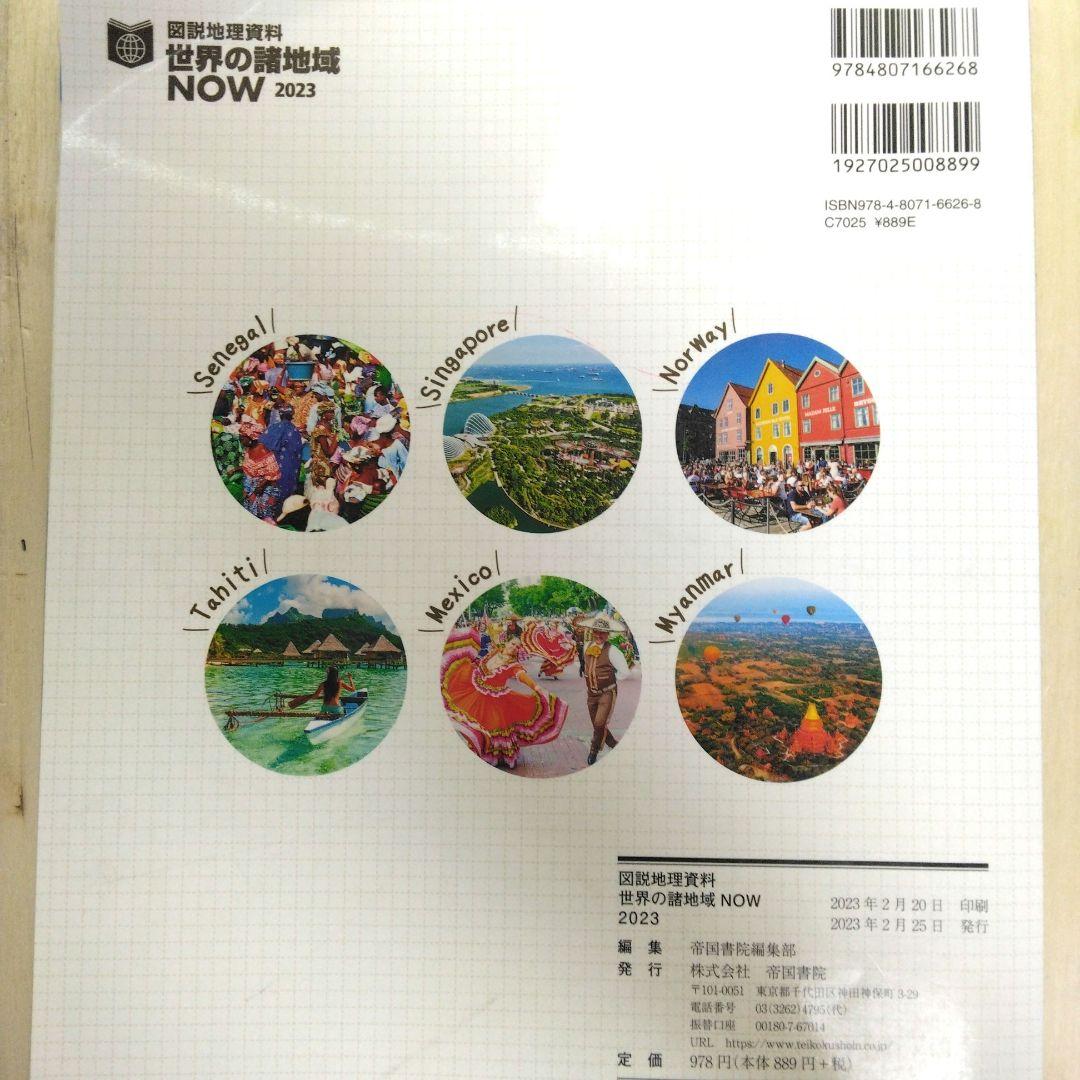 図説地理資料
世界の諸地域
NOW 2023
9784807166268
1927025008899
ISBN978-4-8071-6626-8
C7025 ¥889E
Senegal
Singapore
Norway
Tahiti
Mexico
Myanmar
図説地理資料
世界の諸地域 NOW
2023
2023年2月20日 印刷
2023年2月25日 発行
編集 帝国書院編集部
発行 株式会社 帝国書院
〒101-0051 東京都千代田区神田神保町3-29
電話番号 03(3262)4795(代)
振替口座 00180-7-67014
URL https://www.teikokushoin.co.jp/
定価 978円(本体889円+税)